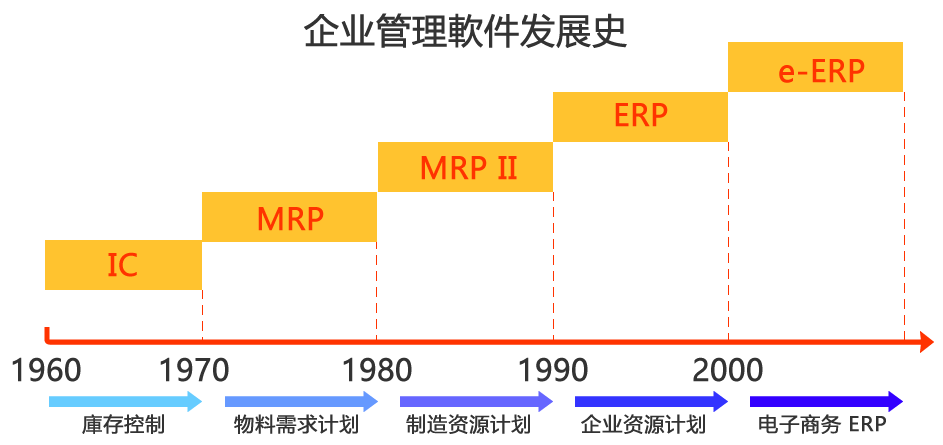 企业管理軟件发展史
e-ERP
ERP
MRP II
MRP
IC
1960 1970 1980 1990 2000
庫存控制 物料需求计划 制造资源计划 企业资源计划 电子商务 ERP